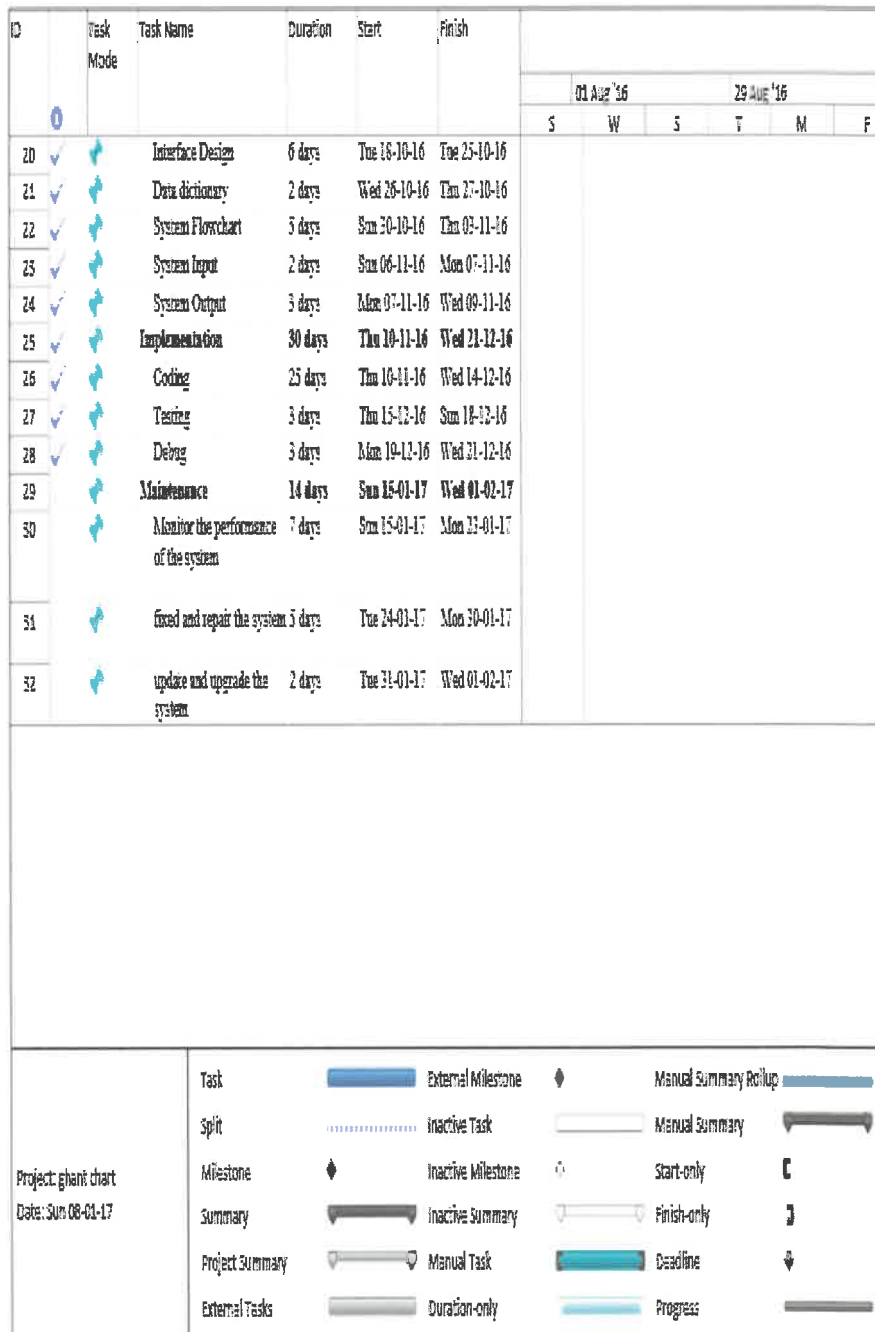 ID Task Mode Task Name Duration Start Finish
01 Aug '16 29 Aug '16
S W S T M F
20 Interface Design 6 days Tue 18-10-16 Tue 25-10-16
21 Data dictionary 2 days Wed 26-10-16 Thu 27-10-16
22 System Flowchart 5 days Sun 30-10-16 Thu 03-11-16
23 System Input 2 days Sun 06-11-16 Mon 07-11-16
24 System Output 3 days Mon 07-11-16 Wed 09-11-16
25 Implementation 30 days Thu 10-11-16 Wed 21-12-16
26 Coding 25 days Thu 10-11-16 Wed 14-12-16
27 Testing 3 days Thu 15-12-16 Sun 18-12-16
28 Debug 3 days Mon 19-12-16 Wed 21-12-16
29 Maintenance 14 days Sun 15-01-17 Wed 01-02-17
30 Monitor the performance 7 days Sun 15-01-17 Mon 23-01-17
of the system
31 fixed and repair the system 5 days Tue 24-01-17 Mon 30-01-17
32 update and upgrade the 2 days Tue 31-01-17 Wed 01-02-17
system
Project: ghant chart
Date: Sun 08-01-17
Task External Milestone Manual Summary Rollup
Split Inactive Task Manual Summary
Milestone Inactive Milestone Start-only
Summary Inactive Summary Finish-only
Project Summary Manual Task Deadline
External Tasks Duration-only Progress